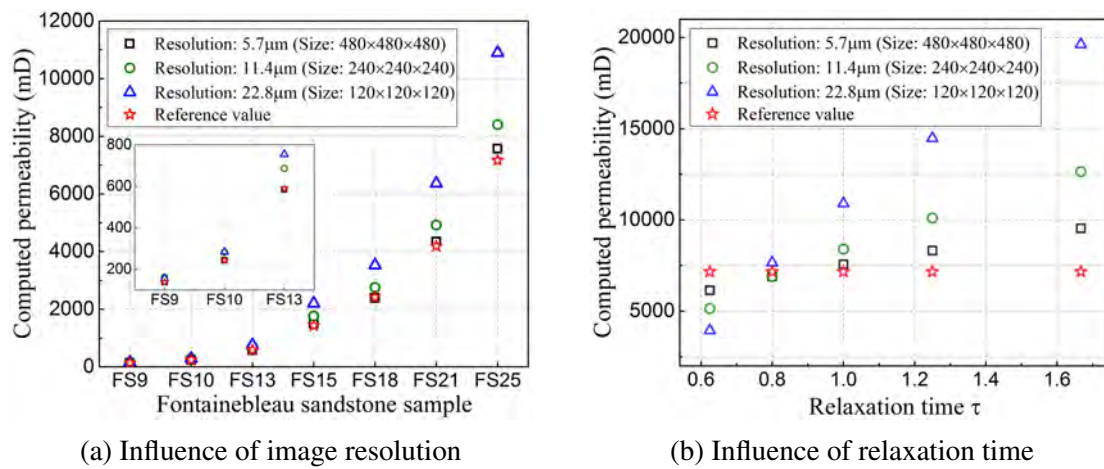 12000
10000
8000
6000
4000
2000
0
Computed permeability (mD)
Resolution: 5.7μm (Size: 480×480×480)
Resolution: 11.4μm (Size: 240×240×240)
Resolution: 22.8μm (Size: 120×120×120)
Reference value
800
600
400
200
FS9 FS10 FS13
FS9 FS10 FS13 FS15 FS18 FS21 FS25
Fontainebleau sandstone sample
(a) Influence of image resolution
20000
15000
10000
5000
Computed permeability (mD)
Resolution: 5.7μm (Size: 480×480×480)
Resolution: 11.4μm (Size: 240×240×240)
Resolution: 22.8μm (Size: 120×120×120)
Reference value
0.6 0.8 1.0 1.2 1.4 1.6
Relaxation time τ
(b) Influence of relaxation time